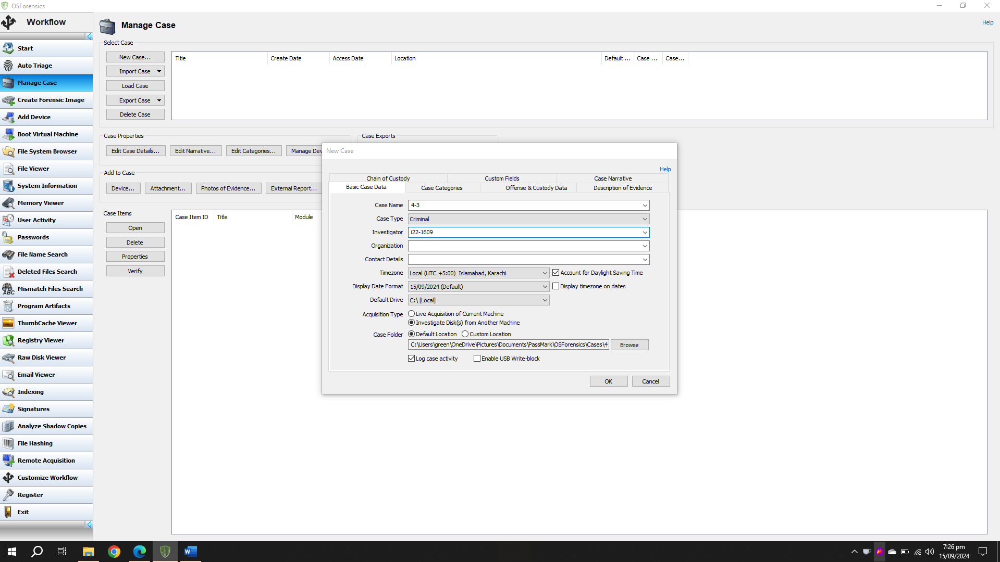 OSForensics
Workflow
Start
Auto Triage
Manage Case
Create Forensic Image
Add Device
Boot Virtual Machine
File System Browser
File Viewer
System Information
Memory Viewer
User Activity
Passwords
File Name Search
Deleted Files Search
Mismatch Files Search
Program Artifacts
ThumbCache Viewer
Registry Viewer
Raw Disk Viewer
Email Viewer
Indexing
Signatures
Analyze Shadow Copies
File Hashing
Remote Acquisition
Customize Workflow
Register
Exit
Manage Case
Help
Select Case
New Case...
Import Case
Load Case
Export Case
Delete Case
Title Create Date Access Date Location Default ... Case ... Case...
Case Properties
Edit Case Details... Edit Narrative... Edit Categories... Manage Dev
Case Exports
Add to Case
Device... Attachment... Photos of Evidence... External Report...
Case Items
Open
Delete
Properties
Verify
Case Item ID Title Module
New Case
Help
Chain of Custody Custom Fields Case Narrative
Basic Case Data Case Categories Offense & Custody Data Description of Evidence
Case Name 4-3
Case Type Criminal
Investigator i22-1609
Organization
Contact Details
Timezone Local (UTC +5:00) Islamabad, Karachi Account for Daylight Saving Time
Display Date Format 15/09/2024 (Default) Display timezone on dates
Default Drive C:\ [Local]
Acquisition Type Live Acquisition of Current Machine
Investigate Disk(s) from Another Machine
Case Folder Default Location Custom Location
C:\Users\green\OneDrive\Pictures\Documents\PassMark\OSForensics\Cases\4 Browse
Log case activity Enable USB Write-block
OK Cancel
7:26 pm
15/09/2024